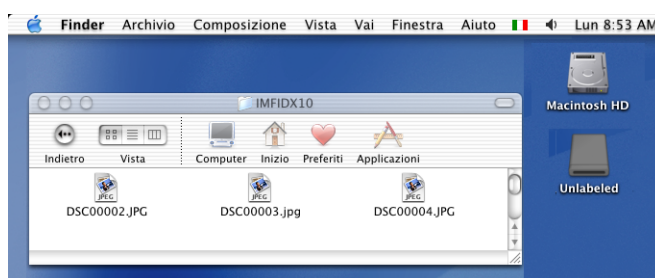 Finder Archivio Composizione Vista Vai Finestra Aiuto Lun 8:53 AM
IMFIDX10
Macintosh HD
Indietro Vista Computer Inizio Preferiti Applicazioni
Unlabeled
JPEG JPEG JPEG
DSC00002.JPG DSC00003.jpg DSC00004.JPG